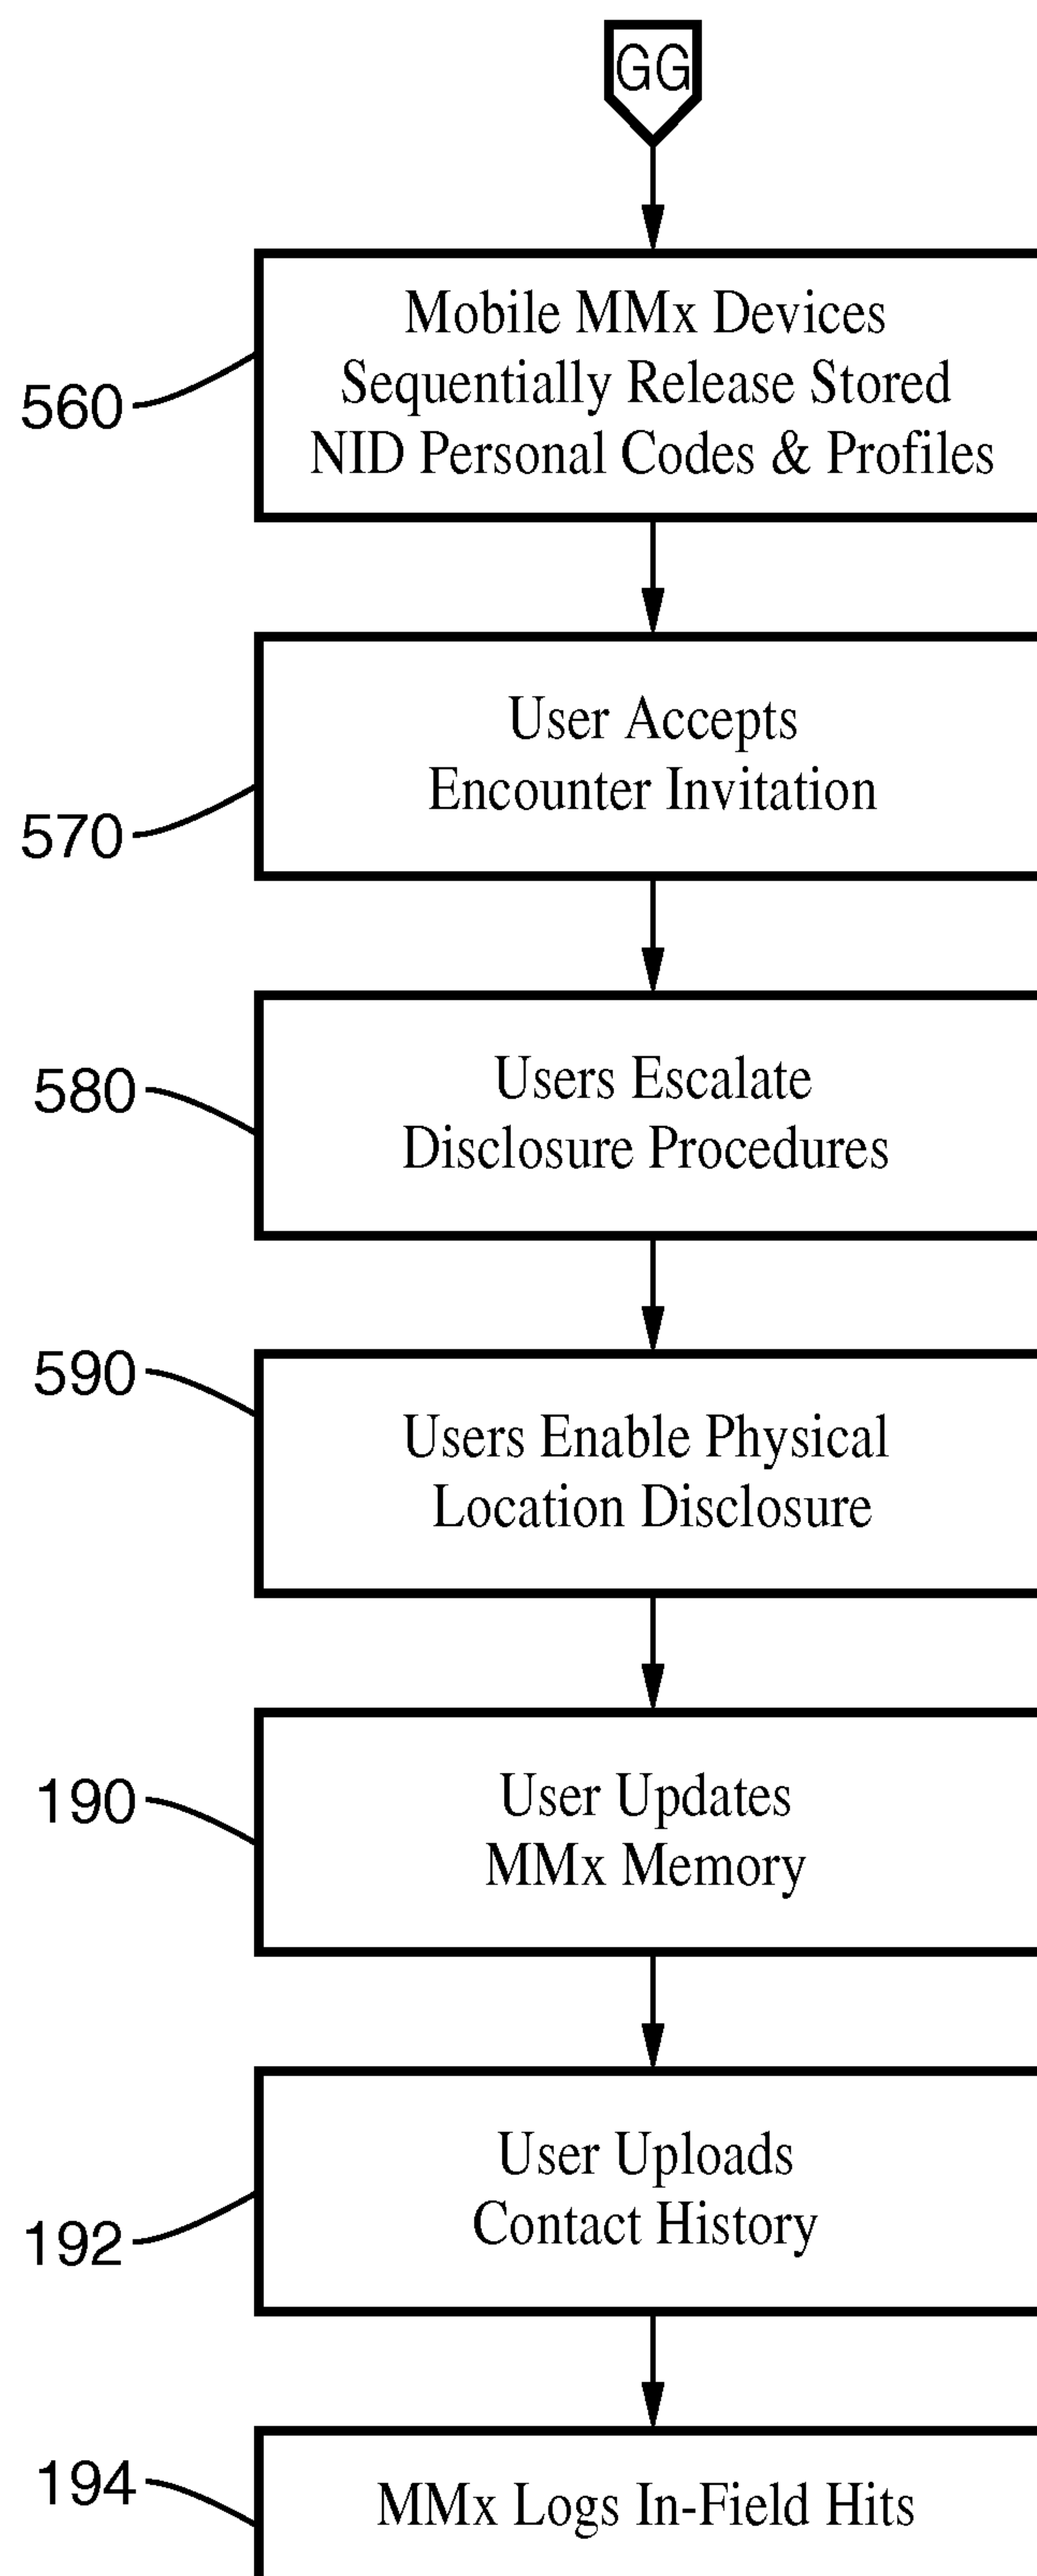 GG
Mobile MMx Devices
Sequentially Release Stored
NID Personal Codes & Profiles
560
User Accepts
Encounter Invitation
570
Users Escalate
Disclosure Procedures
580
Users Enable Physical
Location Disclosure
590
User Updates
MMx Memory
190
User Uploads
Contact History
192
MMx Logs In-Field Hits
194